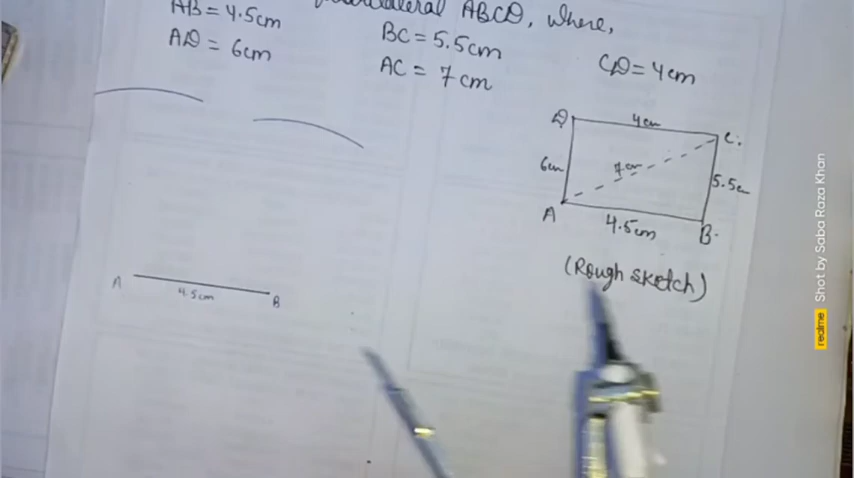 ABCD, where,
AB = 4.5cm
BC = 5.5cm
CD = 4cm
AD = 6cm
AC = 7cm
D
4cm
C.
6cm
7cm
5.5cm
A
4.5cm
B.
(Rough sketch)
A
4.5cm
B
realme Shot by Saba Raza Khan